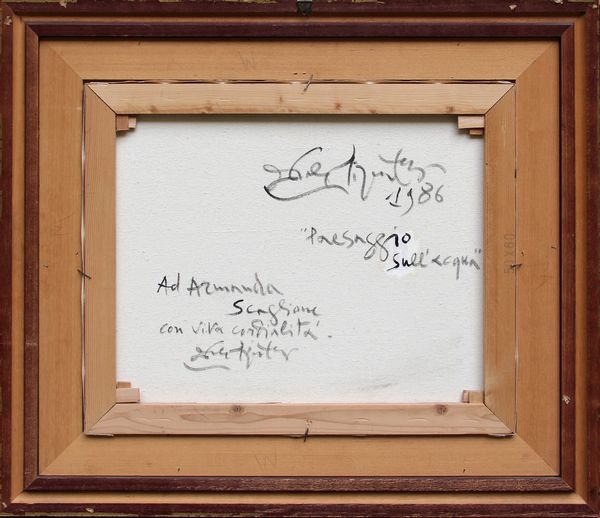 1986
"Paesaggio
sull'acqua"
Ad Armanda
Scaglione
con viva cordialità.